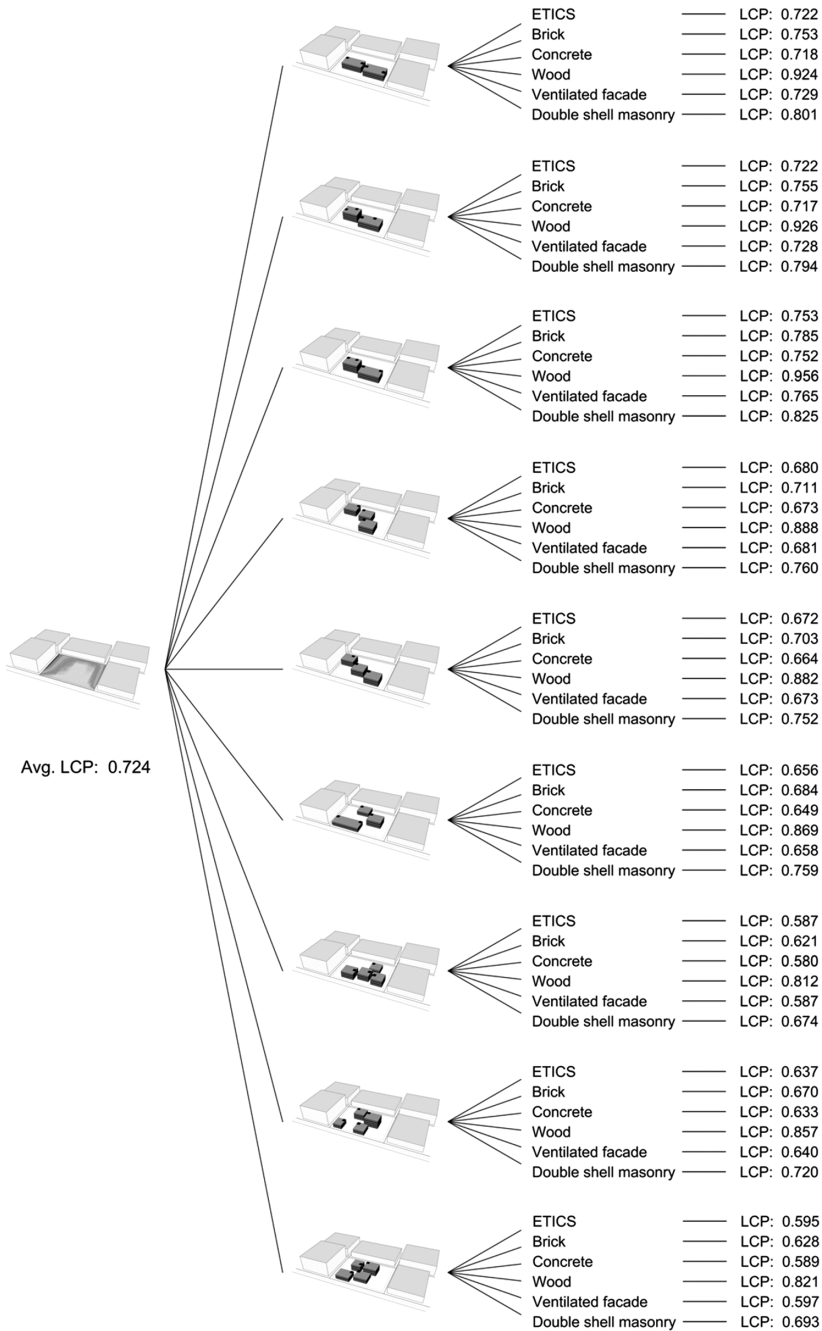 ETICS LCP: 0.722
Brick LCP: 0.753
Concrete LCP: 0.718
Wood LCP: 0.924
Ventilated facade LCP: 0.729
Double shell masonry LCP: 0.801
ETICS LCP: 0.722
Brick LCP: 0.755
Concrete LCP: 0.717
Wood LCP: 0.926
Ventilated facade LCP: 0.728
Double shell masonry LCP: 0.794
ETICS LCP: 0.753
Brick LCP: 0.785
Concrete LCP: 0.752
Wood LCP: 0.956
Ventilated facade LCP: 0.765
Double shell masonry LCP: 0.825
ETICS LCP: 0.680
Brick LCP: 0.711
Concrete LCP: 0.673
Wood LCP: 0.888
Ventilated facade LCP: 0.681
Double shell masonry LCP: 0.760
ETICS LCP: 0.672
Brick LCP: 0.703
Concrete LCP: 0.664
Wood LCP: 0.882
Ventilated facade LCP: 0.673
Double shell masonry LCP: 0.752
Avg. LCP: 0.724
ETICS LCP: 0.656
Brick LCP: 0.684
Concrete LCP: 0.649
Wood LCP: 0.869
Ventilated facade LCP: 0.658
Double shell masonry LCP: 0.759
ETICS LCP: 0.587
Brick LCP: 0.621
Concrete LCP: 0.580
Wood LCP: 0.812
Ventilated facade LCP: 0.587
Double shell masonry LCP: 0.674
ETICS LCP: 0.637
Brick LCP: 0.670
Concrete LCP: 0.633
Wood LCP: 0.857
Ventilated facade LCP: 0.640
Double shell masonry LCP: 0.720
ETICS LCP: 0.595
Brick LCP: 0.628
Concrete LCP: 0.589
Wood LCP: 0.821
Ventilated facade LCP: 0.597
Double shell masonry LCP: 0.693